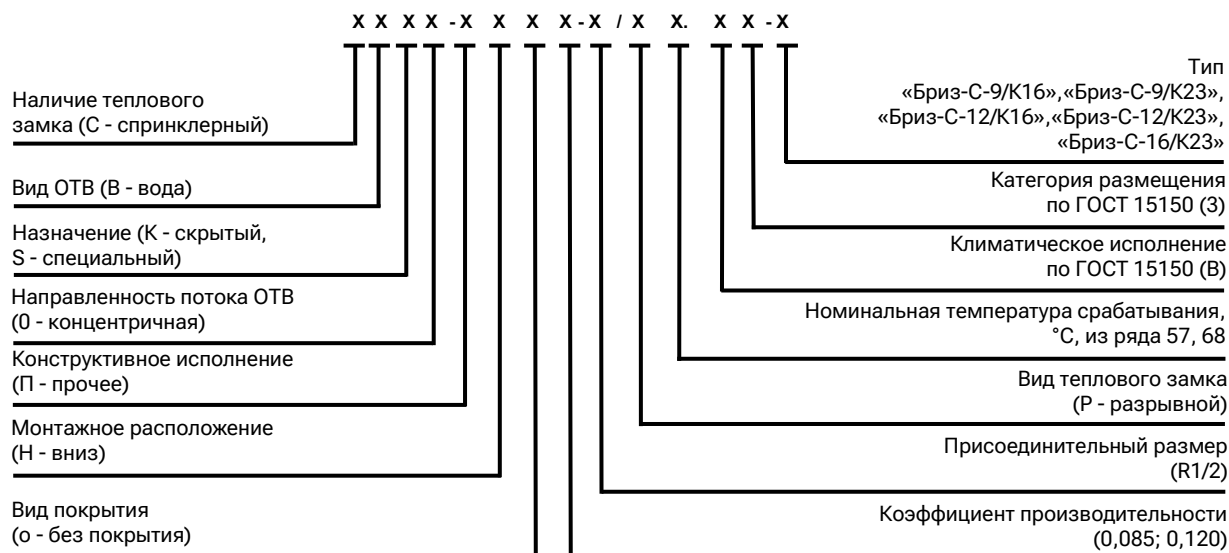 X X X X - X X X X - X / X X. X X - X
Наличие теплового
замка (С - спринклерный)
Вид ОТВ (В - вода)
Назначение (К - скрытый,
S - специальный)
Направленность потока ОТВ
(0 - концентричная)
Конструктивное исполнение
(П - прочее)
Монтажное расположение
(Н - вниз)
Вид покрытия
(о - без покрытия)
Тип
«Бриз-С-9/К16»,«Бриз-С-9/К23»,
«Бриз-С-12/К16»,«Бриз-С-12/К23»,
«Бриз-С-16/К23»
Категория размещения
по ГОСТ 15150 (3)
Климатическое исполнение
по ГОСТ 15150 (В)
Номинальная температура срабатывания,
°С, из ряда 57, 68
Вид теплового замка
(Р - разрывной)
Присоединительный размер
(R1/2)
Коэффициент производительности
(0,085; 0,120)